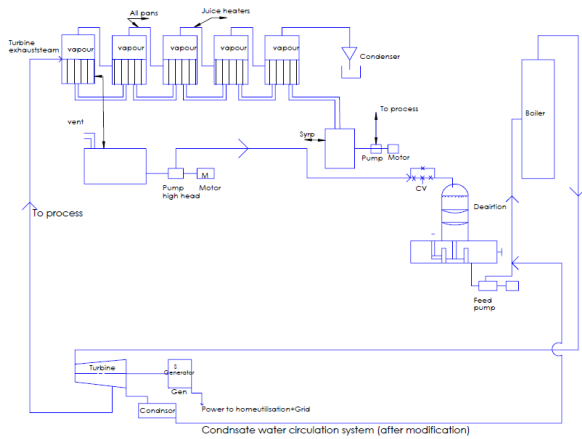 All pans
Juice heaters
Turbine
exhauststeam
vapour
vapour
vapour
vapour
vapour
Condenser
To process
Boiler
vent
Syrp
Pump
Motor
M
Pump
high head
Motor
CV
Deairtion
To process
Feed
pump
Turbine
S
Generator
Gen
Condnsor
Power to homeutilisation+Grid
Condnsate water circulation system (after modification)